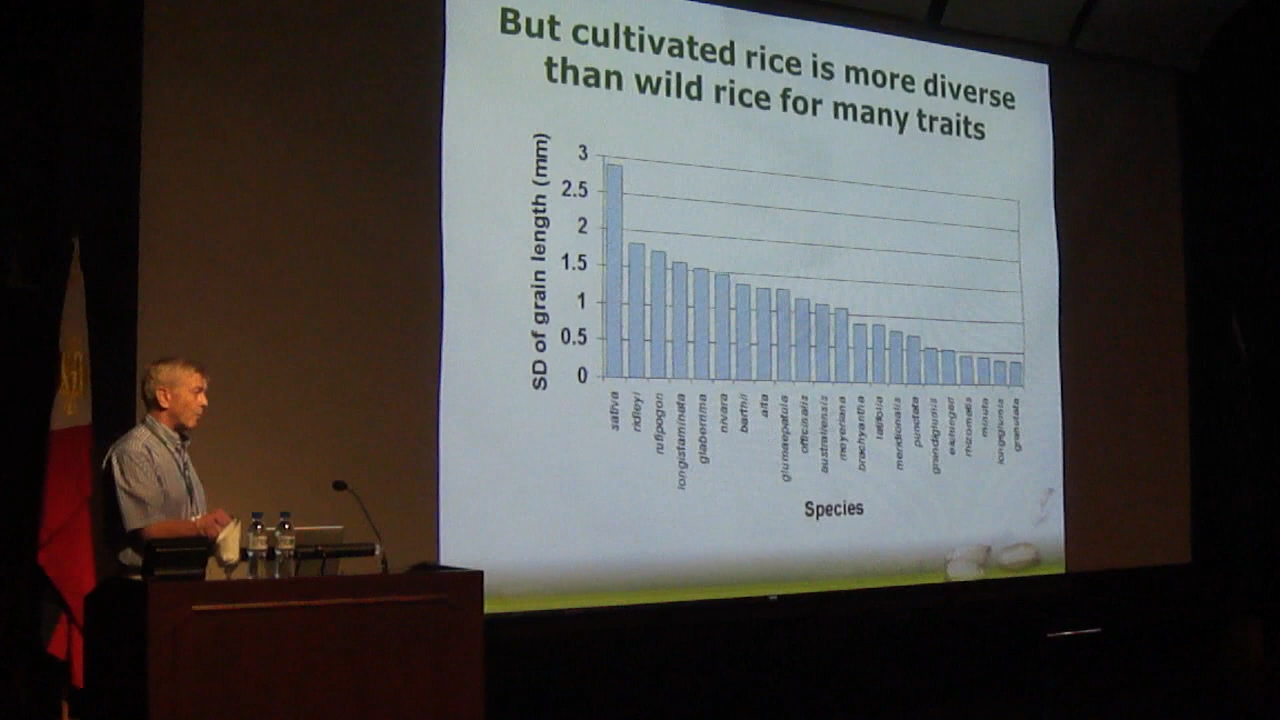 But cultivated rice is more diverse
than wild rice for many traits
SD of grain length (mm)
3
2.5
2
1.5
1
0.5
0
sativa
ridleyi
rufipogon
longistaminata
glaberrima
nivara
barthii
alta
glumaepatula
officinalis
australiensis
meyeriana
brachyantha
latifolia
meridionalis
punctata
grandiglumis
eichingeri
rhizomatis
minuta
longiglumis
granulata
Species